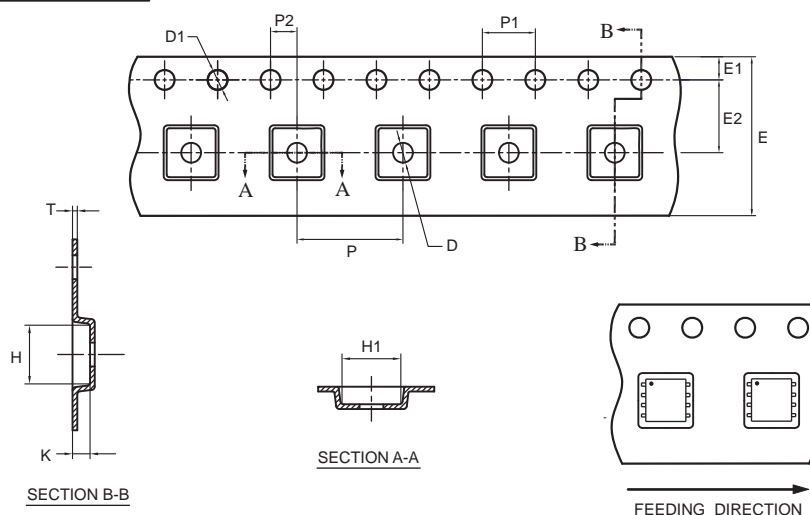 D1
P2
P1
B
E1
E2
E
A
A
P
D
B
T
H
K
SECTION B-B
H1
SECTION A-A
FEEDING DIRECTION